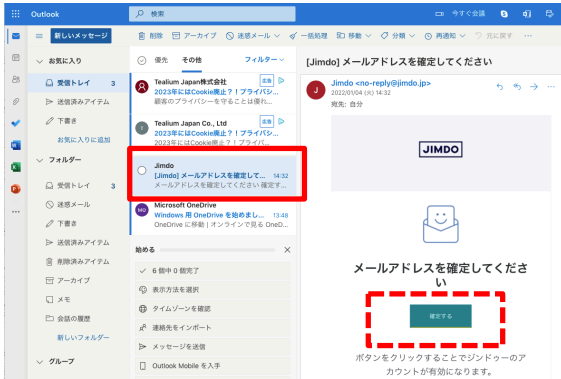 Outlook
検索
今すぐ会議
新しいメッセージ
削除
アーカイブ
迷惑メール
一括処理
移動
分類
再通知
元に戻す
お気に入り
受信トレイ 3
送信済みアイテム
下書き
お気に入りに追加
フォルダー
受信トレイ 3
迷惑メール
下書き
送信済みアイテム
削除済みアイテム
アーカイブ
メモ
会話の履歴
新しいフォルダー
グループ
優先 その他 フィルター
Tealium Japan株式会社 広告
2023年にはCookie廃止？！プライバシ...
顧客のプライバシーを守ることは優れ...
Tealium Japan Co., Ltd 広告
2023年にはCookie廃止？！プライバシ...
2023年にはCookie廃止？！プライバ...
Jimdo
[Jimdo] メールアドレスを確定して... 14:32
メールアドレスを確定してください 確定す...
MO
Microsoft OneDrive
Windows 用 OneDrive を始めまし... 13:48
OneDrive に移動 | オンラインで見る OneD...
始める
6 個中 0 個完了
表示方法を選択
タイムゾーンを確認
連絡先をインポート
メッセージを送信
Outlook Mobile を入手
[Jimdo] メールアドレスを確定してください
J
Jimdo <no-reply@jimdo.jp>
2022/01/04 (火) 14:32
宛先: 自分
JIMDO
メールアドレスを確定してくださ
い
確定する
ボタンをクリックすることでジンドゥーのア
カウントが有効になります。